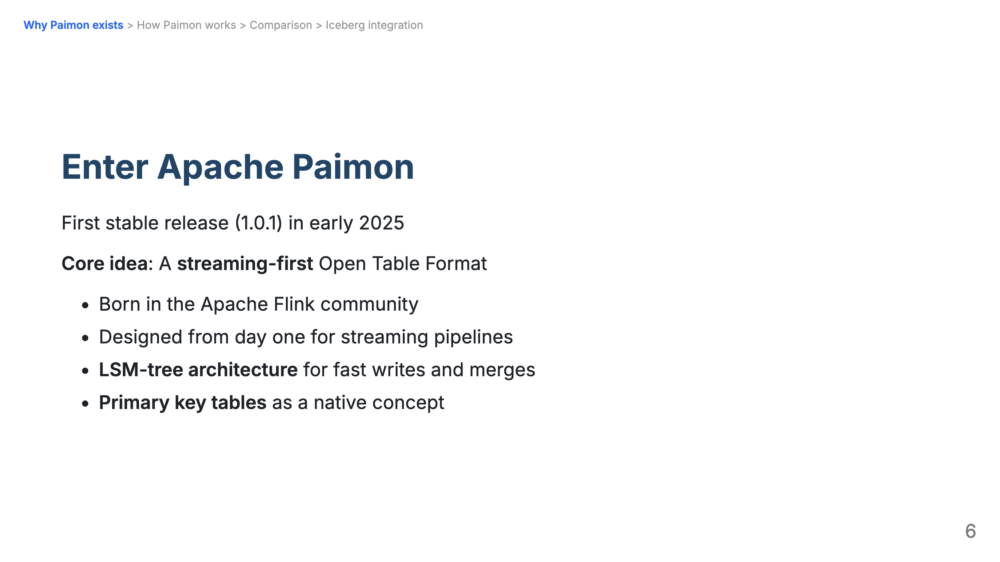 Why Paimon exists > How Paimon works > Comparison > Iceberg integration
Enter Apache Paimon
First stable release (1.0.1) in early 2025
Core idea: A streaming-first Open Table Format
• Born in the Apache Flink community
• Designed from day one for streaming pipelines
• LSM-tree architecture for fast writes and merges
• Primary key tables as a native concept
6